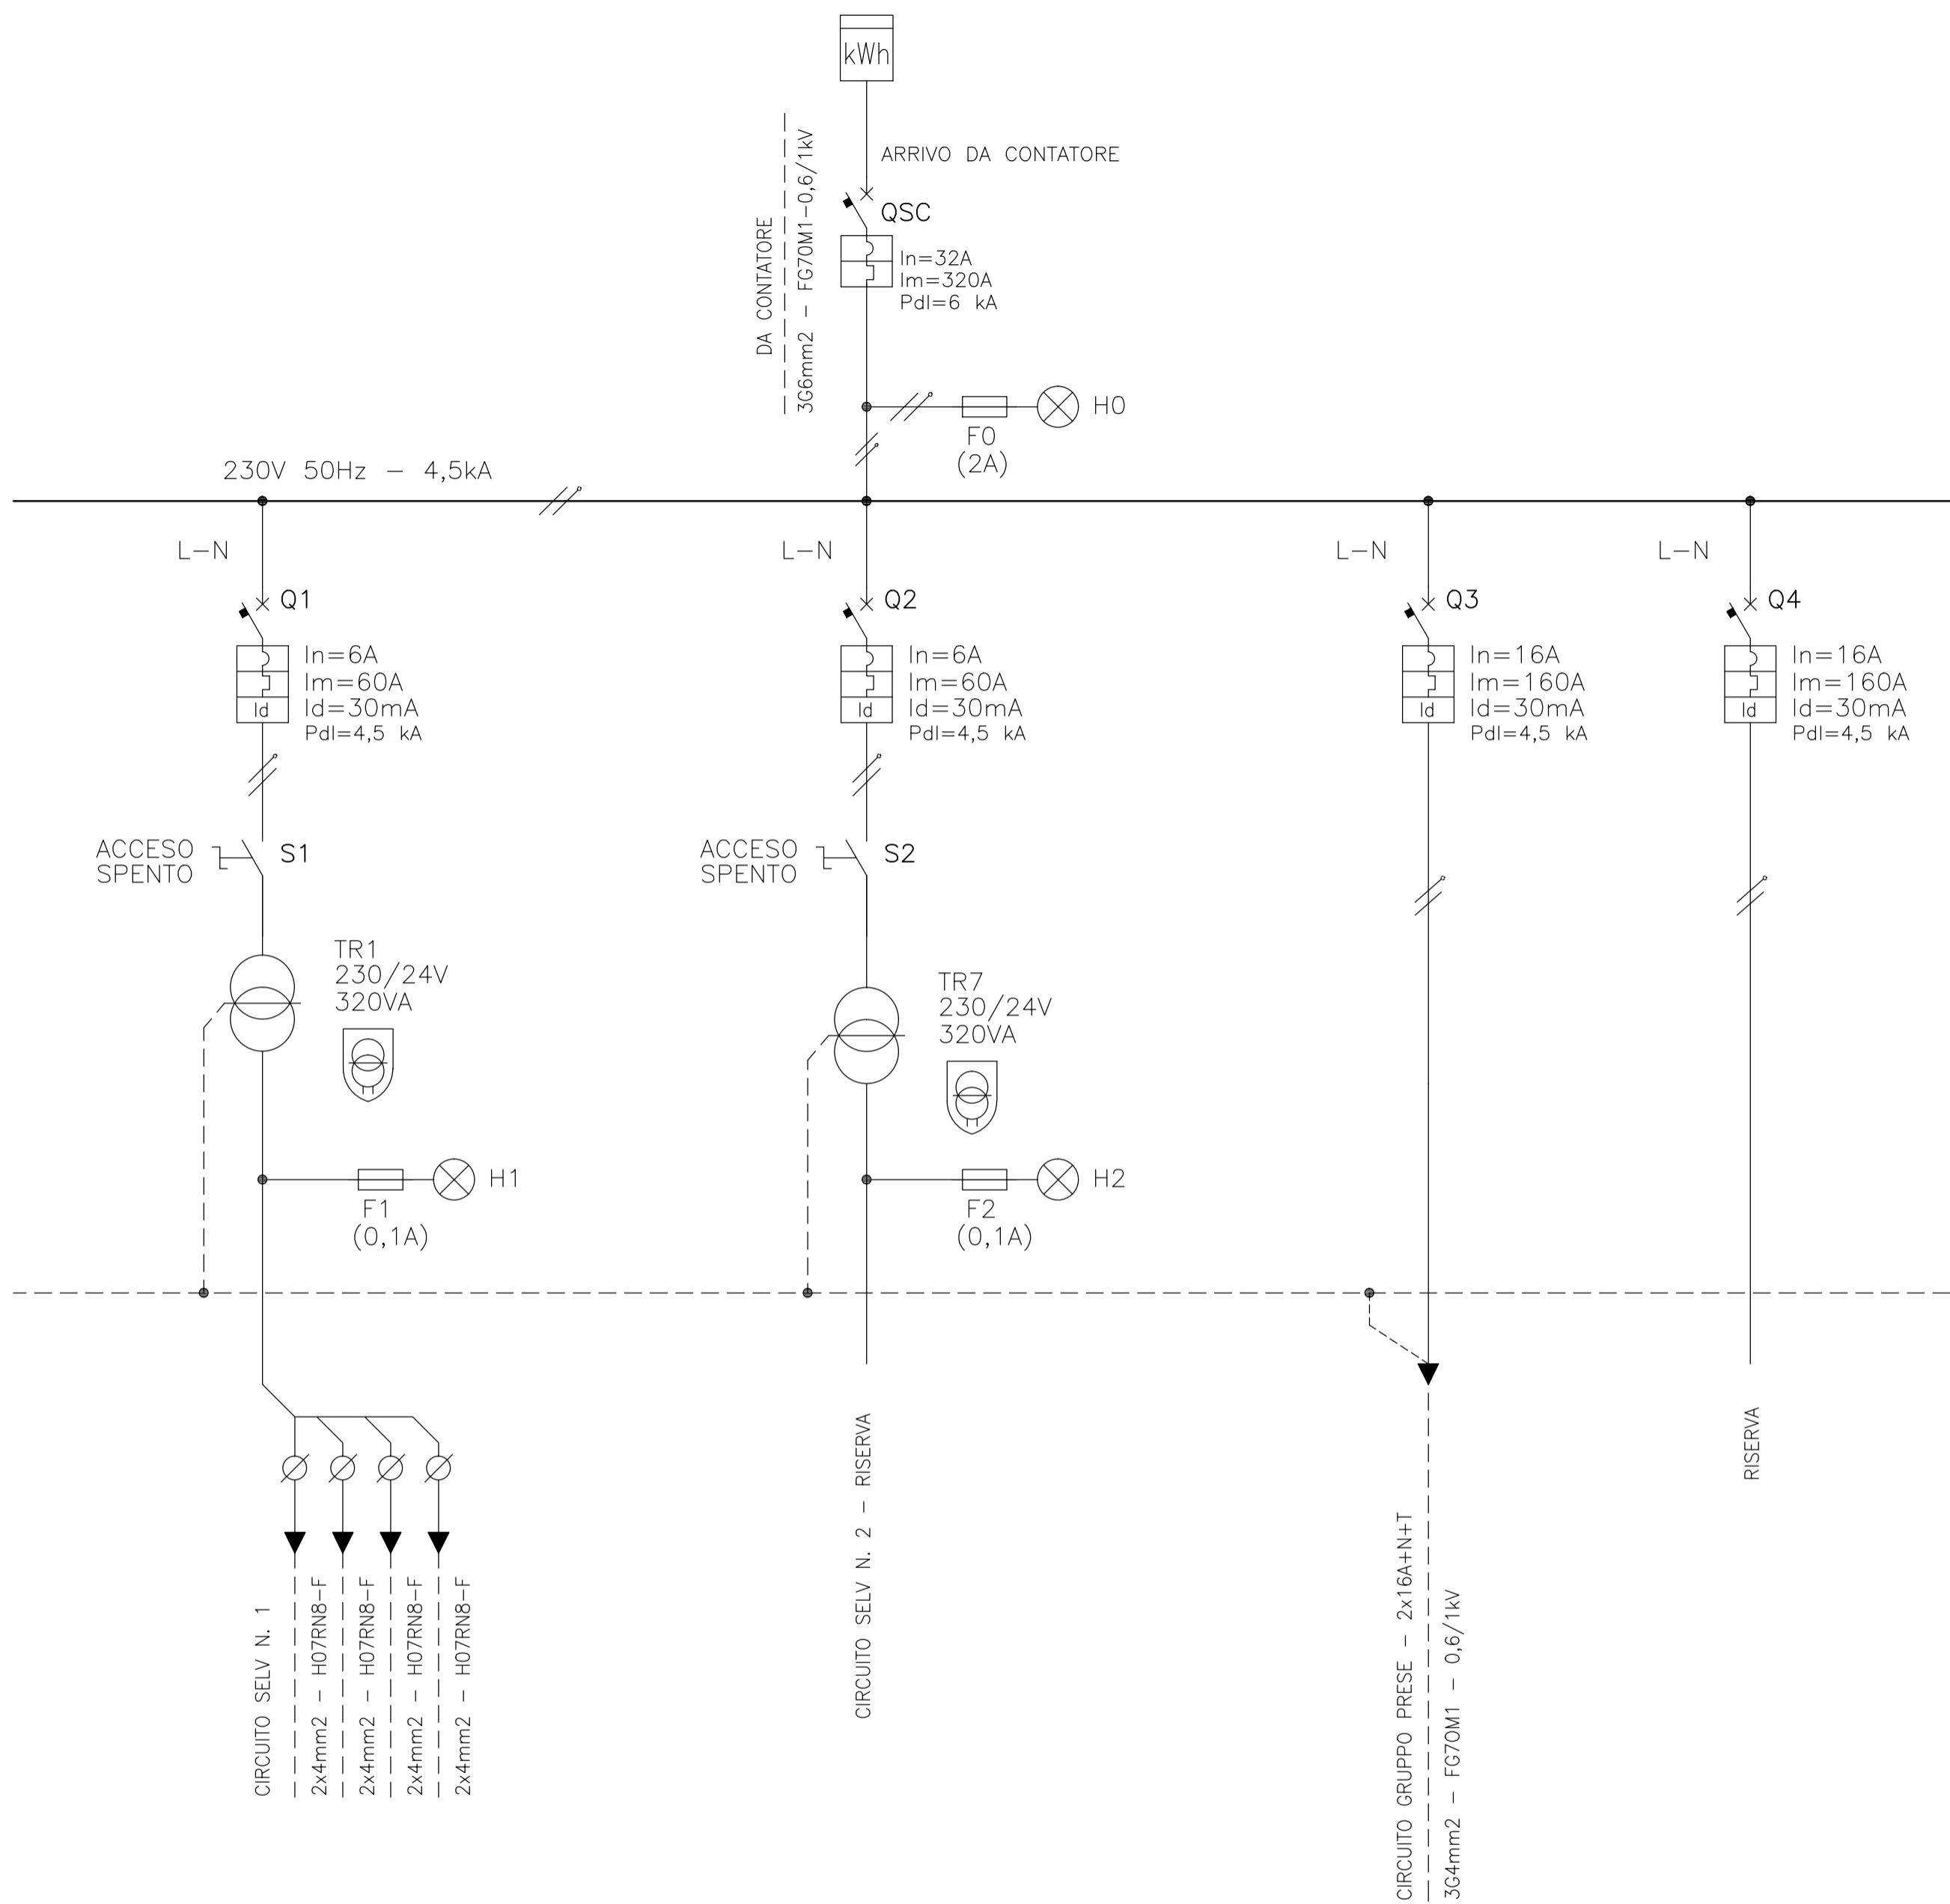 kWh
ARRIVO DA CONTATORE
DA CONTATORE
3G6mm2 - FG70M1-0,6/1kV
QSC
In=32A
Im=320A
PdI=6 kA
H0
F0
(2A)
230V 50Hz - 4,5kA
L-N
Q1
In=6A
Im=60A
Id=30mA
PdI=4,5 kA
Id
L-N
Q2
In=6A
Im=60A
Id=30mA
PdI=4,5 kA
Id
L-N
Q3
In=16A
Im=160A
Id=30mA
PdI=4,5 kA
Id
L-N
Q4
In=16A
Im=160A
Id=30mA
PdI=4,5 kA
Id
ACCESO
SPENTO
S1
ACCESO
SPENTO
S2
TR1
230/24V
320VA
TR7
230/24V
320VA
H1
F1
(0,1A)
H2
F2
(0,1A)
CIRCUITO SELV N. 1
2x4mm2 - H07RN8-F
2x4mm2 - H07RN8-F
2x4mm2 - H07RN8-F
2x4mm2 - H07RN8-F
CIRCUITO SELV N. 2 - RISERVA
CIRCUITO GRUPPO PRESE - 2x16A+N+T
3G4mm2 - FG70M1 - 0,6/1kV
RISERVA